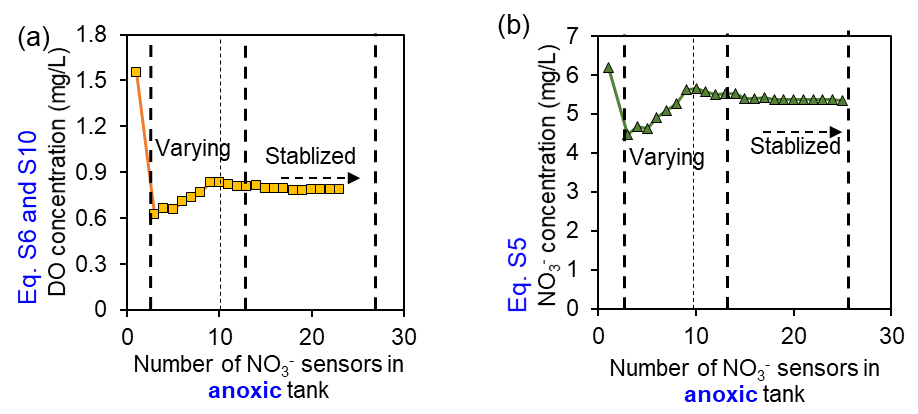 (a)
Eq. S6 and S10
DO concentration (mg/L)
1.8
1.5
1.2
0.9
0.6
0.3
0
Varying
Stablized
0 10 20 30
Number of NO₃⁻ sensors in
anoxic tank
(b)
Eq. S5
NO₃⁻ concentration (mg/L)
7
6
5
4
3
2
1
0
Varying
Stablized
0 10 20 30
Number of NO₃⁻ sensors in
anoxic tank